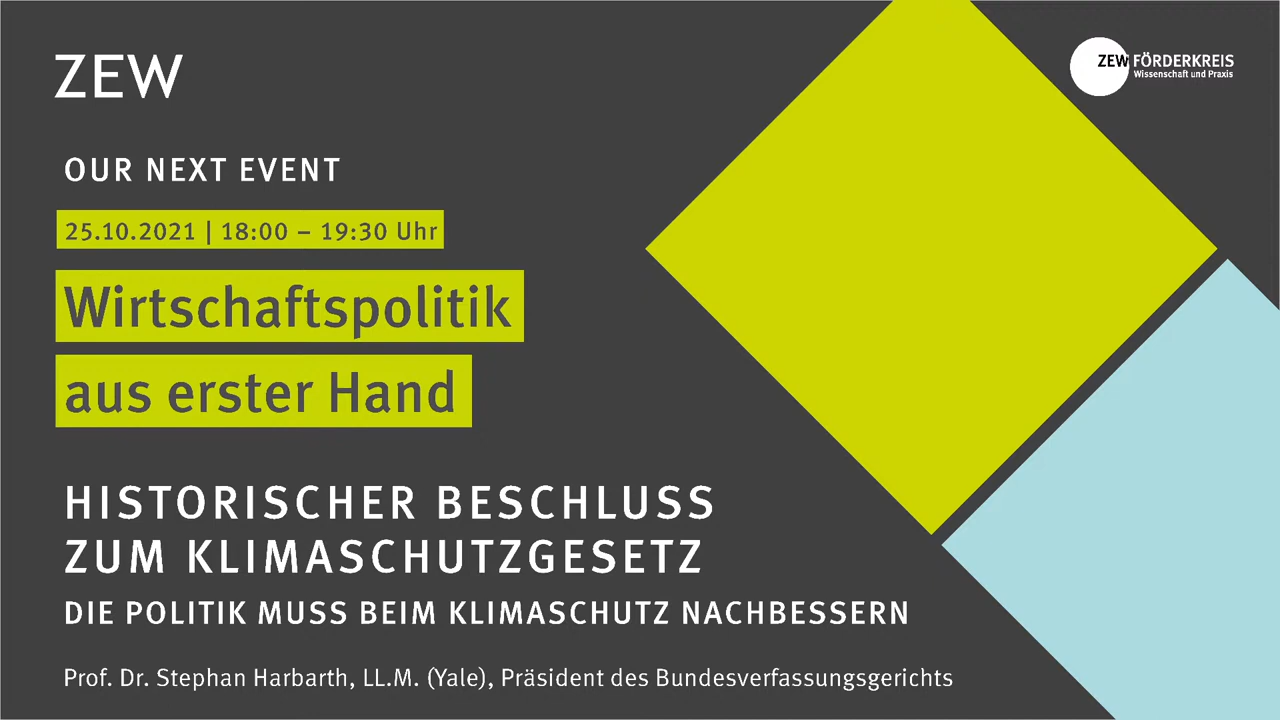 ZEW
ZEW FÖRDERKREIS
Wissenschaft und Praxis
OUR NEXT EVENT
25.10.2021 | 18:00 – 19:30 Uhr
Wirtschaftspolitik
aus erster Hand
HISTORISCHER BESCHLUSS
ZUM KLIMASCHUTZGESETZ
DIE POLITIK MUSS BEIM KLIMASCHUTZ NACHBESSERN
Prof. Dr. Stephan Harbarth, LL.M. (Yale), Präsident des Bundesverfassungsgerichts